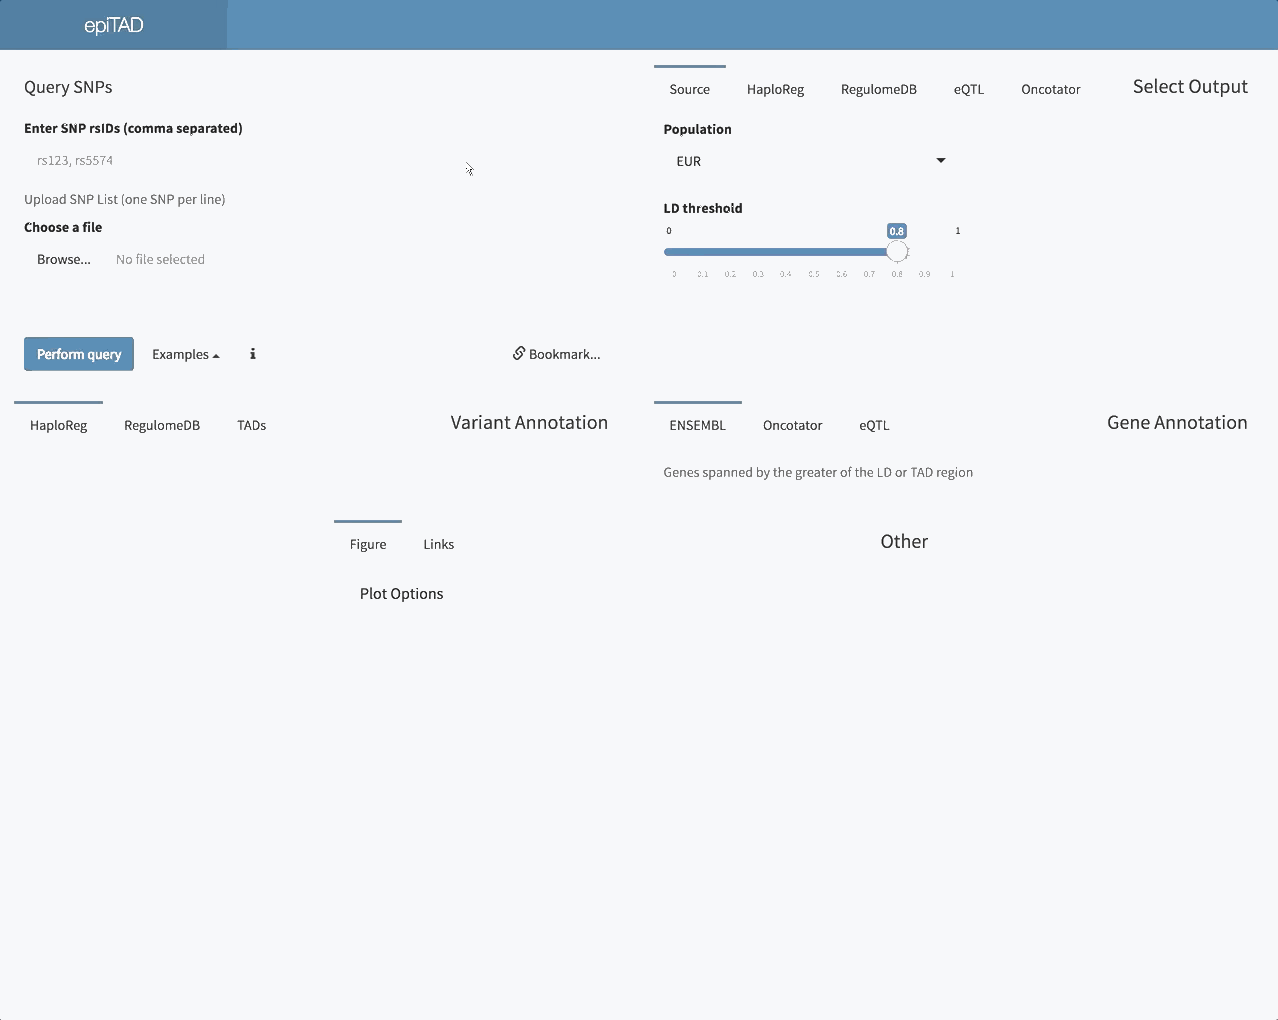 epiTAD
Query SNPs
Enter SNP rsIDs (comma separated)
rs123, rs5574
Upload SNP List (one SNP per line)
Choose a file
Browse... No file selected
Perform query Examples Bookmark...
Source HaploReg RegulomeDB eQTL Oncotator Select Output
Population
EUR
LD threshold
0 0.8 1
0 0.1 0.2 0.3 0.4 0.5 0.6 0.7 0.8 0.9 1
HaploReg RegulomeDB TADs Variant Annotation
ENSEMBL Oncotator eQTL Gene Annotation
Genes spanned by the greater of the LD or TAD region
Figure Links Other
Plot Options